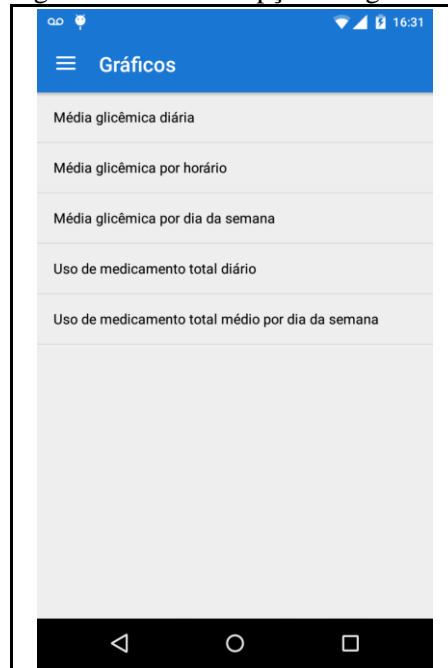 16:31
Gráficos
Média glicêmica diária
Média glicêmica por horário
Média glicêmica por dia da semana
Uso de medicamento total diário
Uso de medicamento total médio por dia da semana